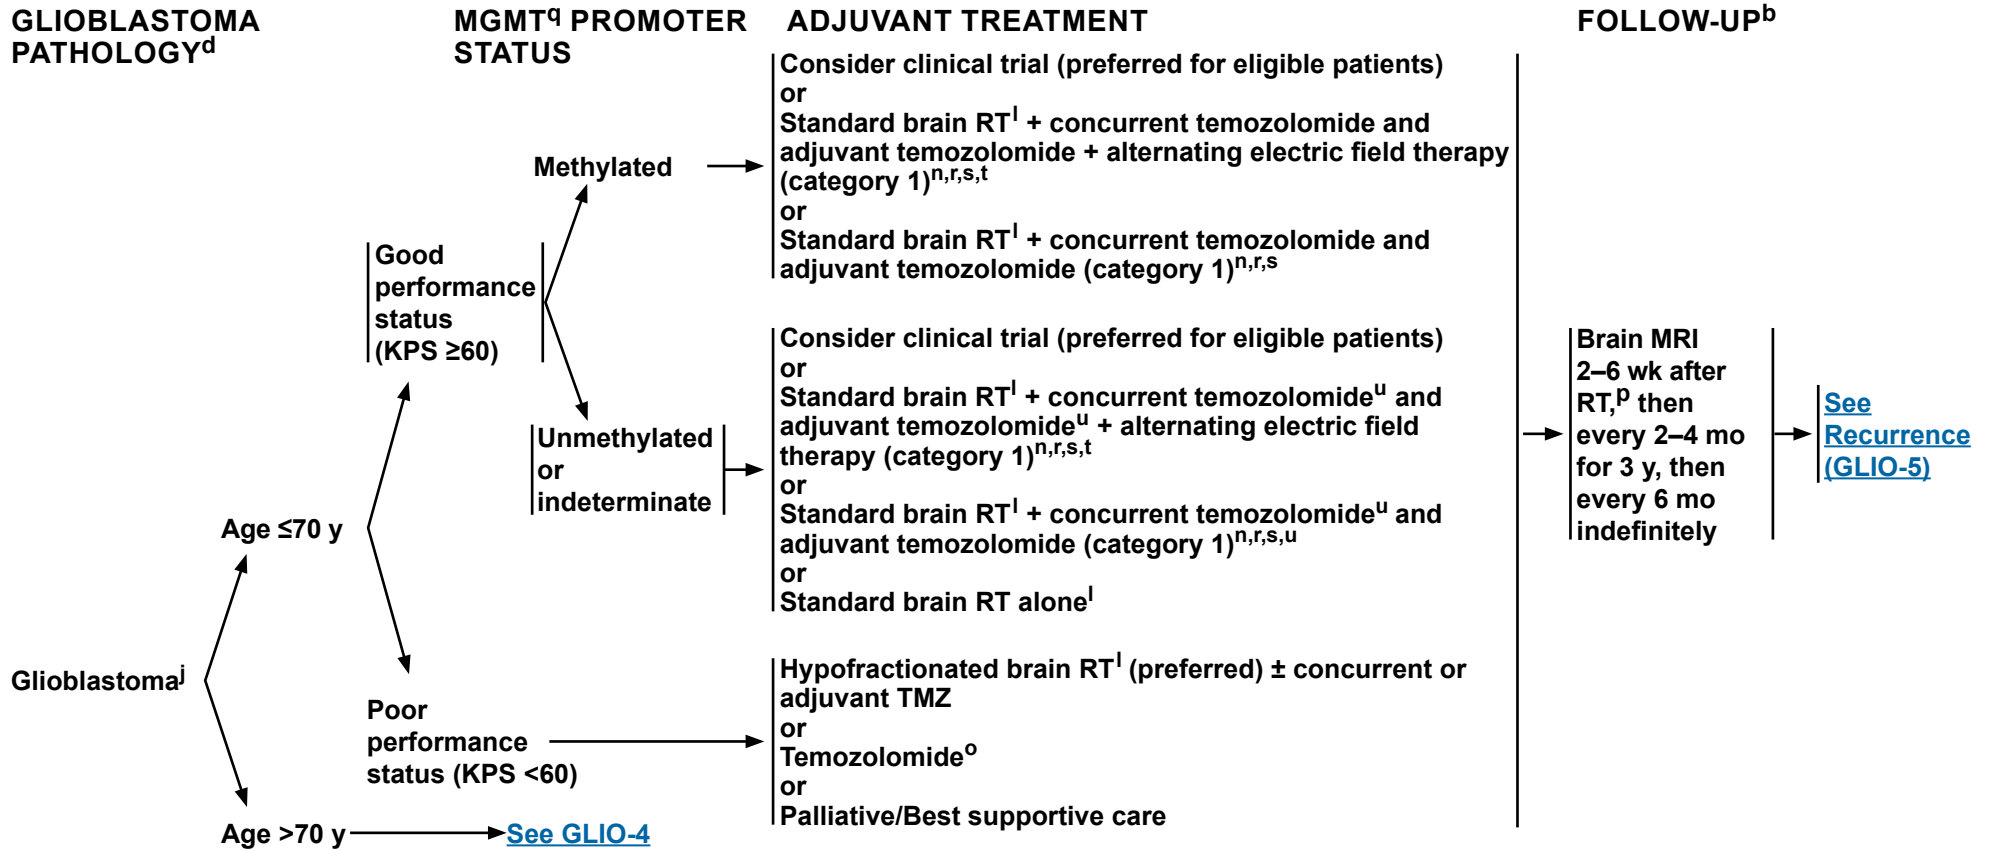 GLIOBLASTOMA
PATHOLOGYᵈ
MGMT^q PROMOTER
STATUS
ADJUVANT TREATMENT
FOLLOW-UPᵇ
Glioblastomaʲ
Age ≤70 y
Age >70 y
See GLIO-4
Good
performance
status
(KPS ≥60)
Poor
performance
status (KPS <60)
Methylated
Unmethylated
or
indeterminate
Consider clinical trial (preferred for eligible patients)
or
Standard brain RTˡ + concurrent temozolomide and
adjuvant temozolomide + alternating electric field therapy
(category 1)ⁿ,ʳ,ˢ,ᵗ
or
Standard brain RTˡ + concurrent temozolomide and
adjuvant temozolomide (category 1)ⁿ,ʳ,ˢ
Consider clinical trial (preferred for eligible patients)
or
Standard brain RTˡ + concurrent temozolomideᵘ and
adjuvant temozolomideᵘ + alternating electric field
therapy (category 1)ⁿ,ʳ,ˢ,ᵗ
or
Standard brain RTˡ + concurrent temozolomideᵘ and
adjuvant temozolomide (category 1)ⁿ,ʳ,ˢ,ᵘ
or
Standard brain RT aloneˡ
Hypofractionated brain RTˡ (preferred) ± concurrent or
adjuvant TMZ
or
Temozolomideᵒ
or
Palliative/Best supportive care
Brain MRI
2–6 wk after
RT,ᵖ then
every 2–4 mo
for 3 y, then
every 6 mo
indefinitely
See
Recurrence
(GLIO-5)